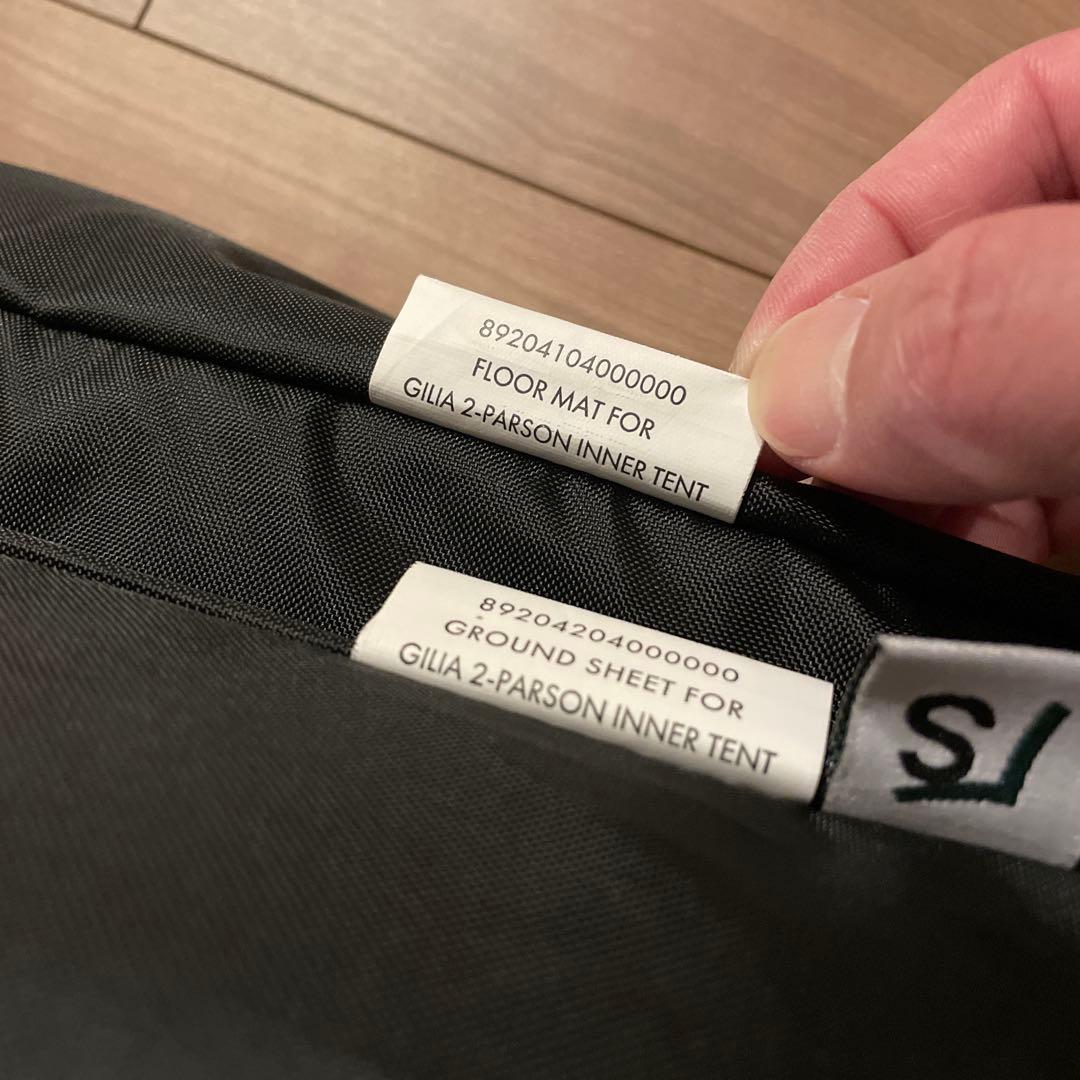 89204104000000
FLOOR MAT FOR
GILIA 2-PARSON INNER TENT
89204204000000
GROUND SHEET FOR
GILIA 2-PARSON INNER TENT
S